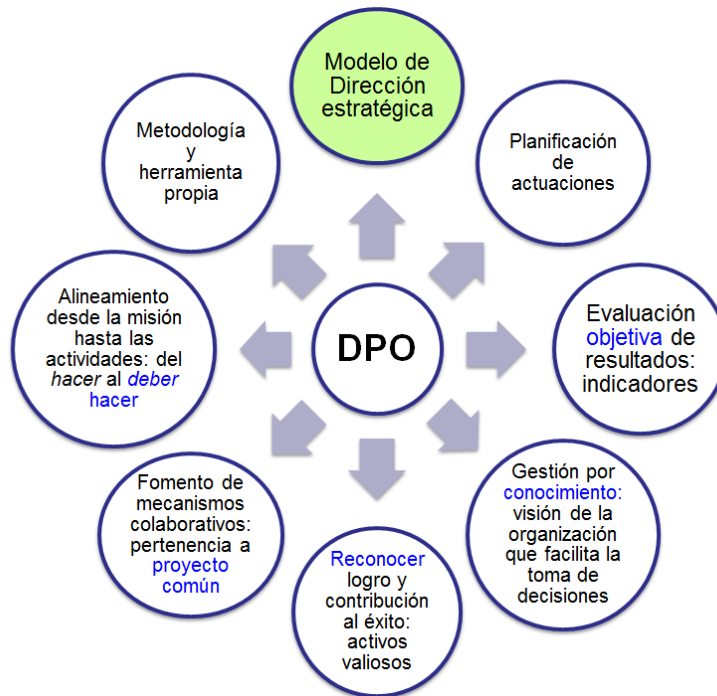 Modelo de
Dirección
estratégica
Planificación
de
actuaciones
Evaluación
objetiva de
resultados:
indicadores
Gestión por
conocimiento:
visión de la
organización
que facilita la
toma de
decisiones
Reconocer
logro y
contribución
al éxito:
activos
valiosos
Fomento de
mecanismos
colaborativos:
pertenencia a
proyecto
común
Alineamiento
desde la misión
hasta las
actividades: del
hacer al deber
hacer
Metodología
y
herramienta
propia
DPO